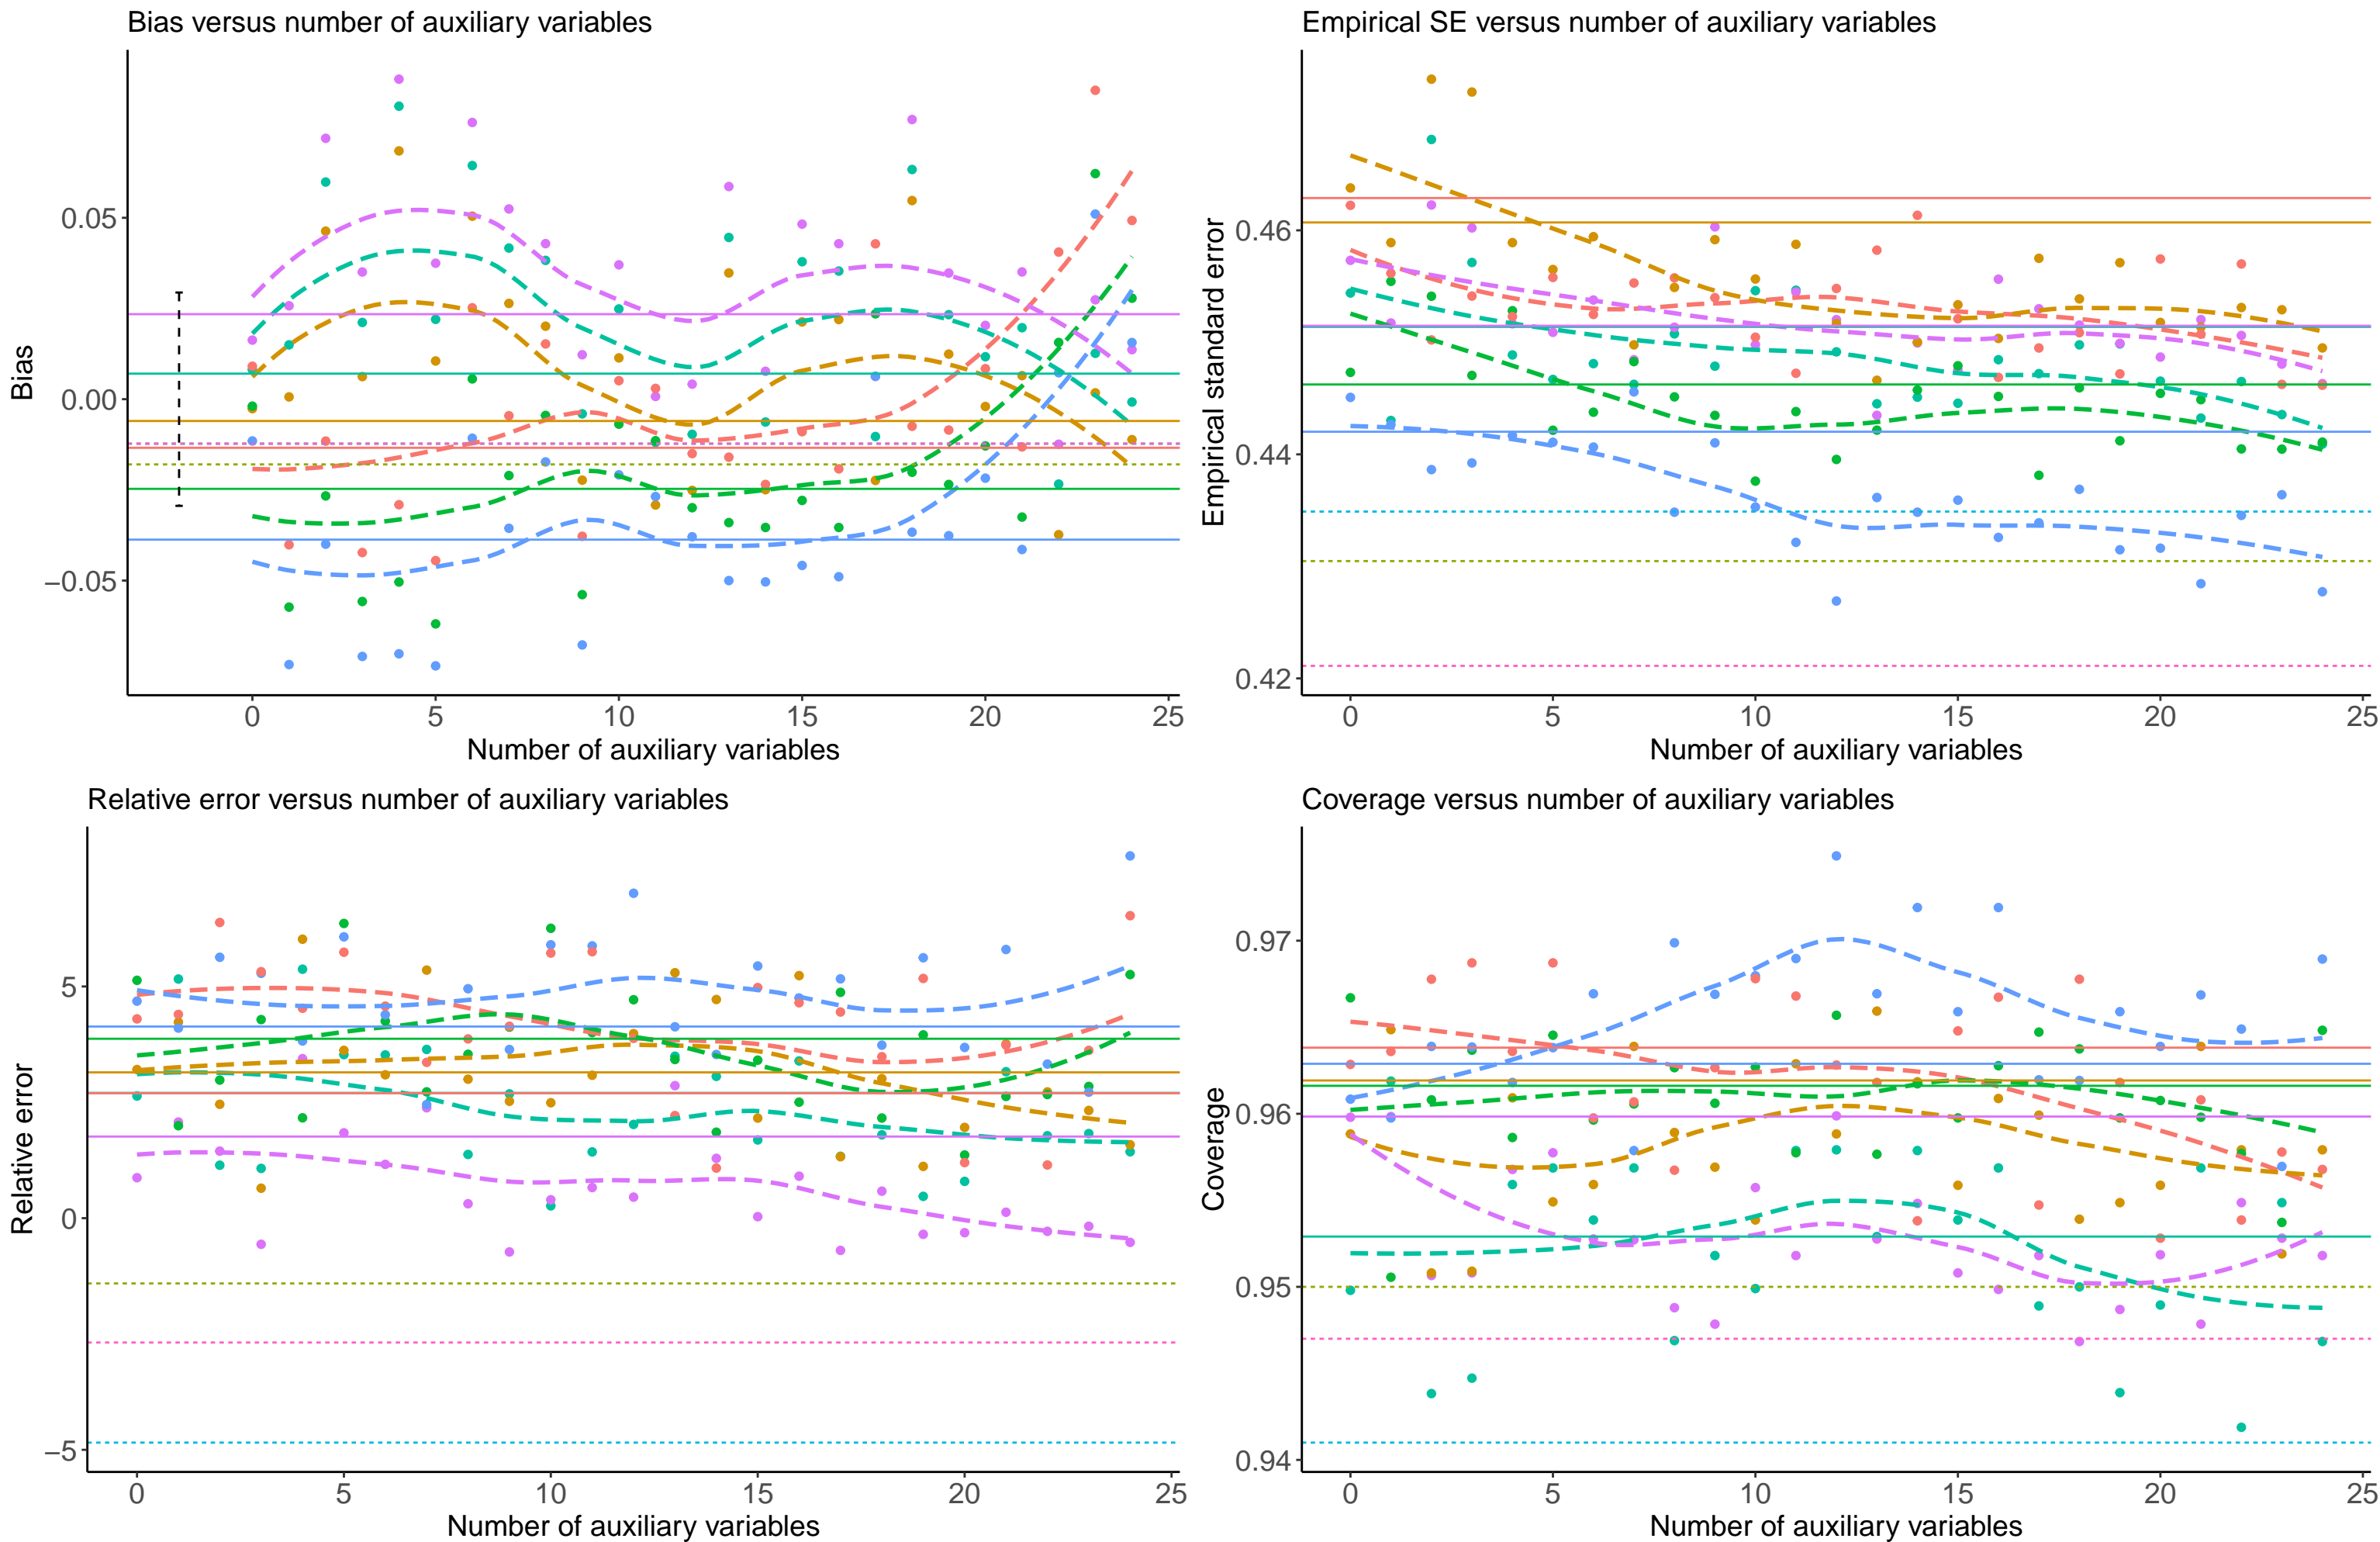 Bias versus number of auxiliary variables
Bias
0.05
0.00
−0.05
0 5 10 15 20 25
Number of auxiliary variables
Empirical SE versus number of auxiliary variables
Empirical standard error
0.46
0.44
0.42
0 5 10 15 20 25
Number of auxiliary variables
Relative error versus number of auxiliary variables
Relative error
5
0
−5
0 5 10 15 20 25
Number of auxiliary variables
Coverage versus number of auxiliary variables
Coverage
0.97
0.96
0.95
0.94
0 5 10 15 20 25
Number of auxiliary variables